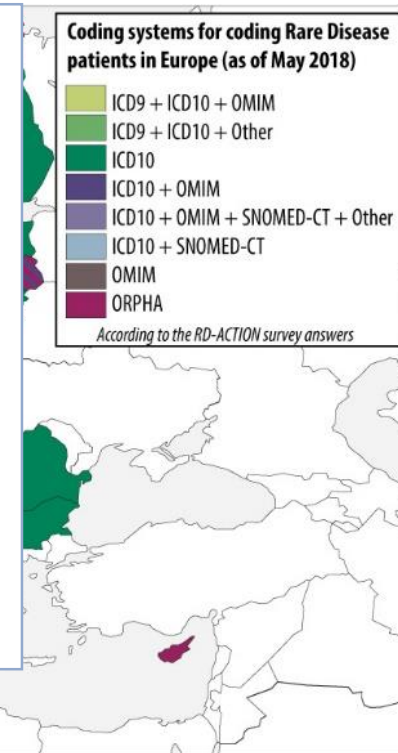 Coding systems for coding Rare Disease
patients in Europe (as of May 2018)
ICD9 + ICD10 + OMIM
ICD9 + ICD10 + Other
ICD10
ICD10 + OMIM
ICD10 + OMIM + SNOMED-CT + Other
ICD10 + SNOMED-CT
OMIM
ORPHA
According to the RD-ACTION survey answers